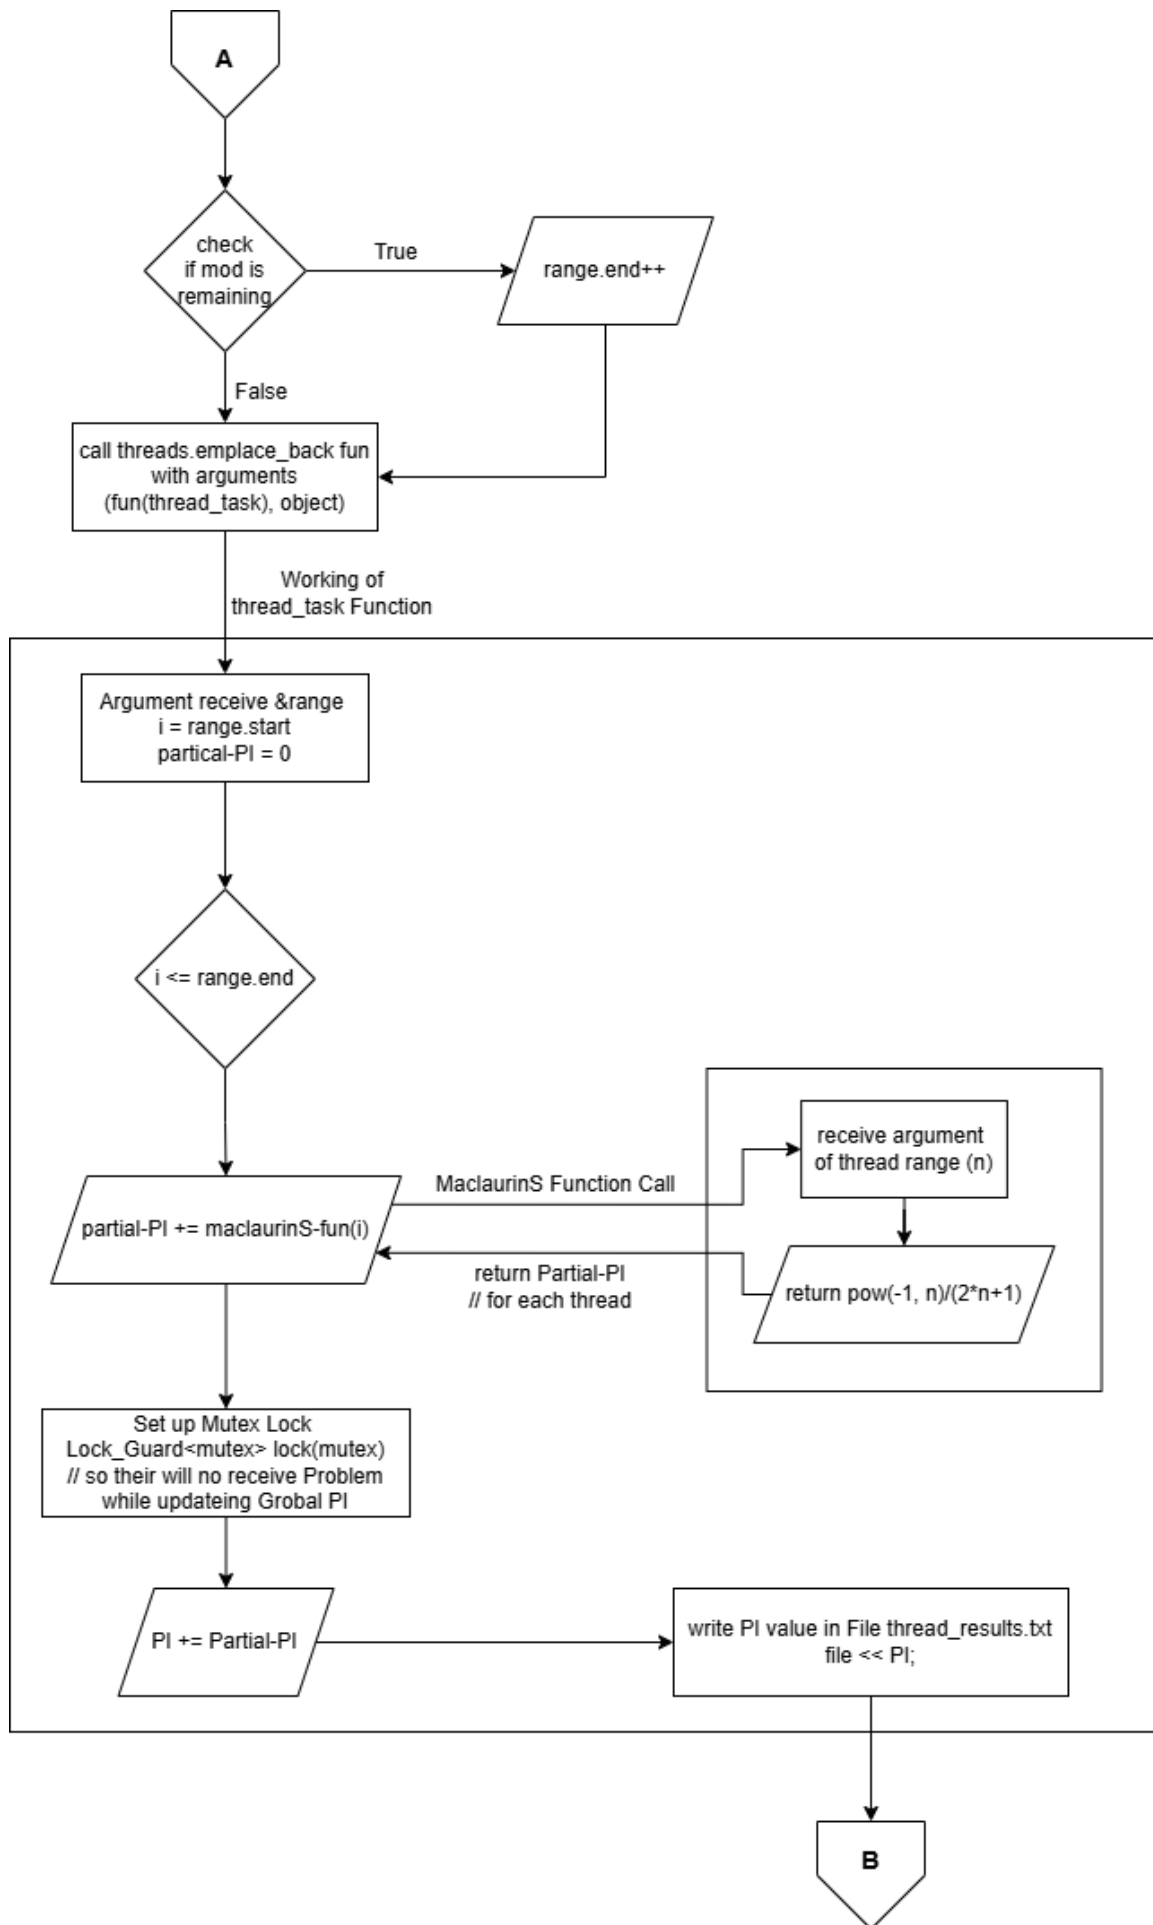 A
check
if mod is
remaining
True
range.end++
False
call threads.emplace_back fun
with arguments
(fun(thread_task), object)
Working of
thread_task Function
Argument receive &range
i = range.start
partical-PI = 0
i <= range.end
receive argument
of thread range (n)
MaclaurinS Function Call
partial-PI += maclaurinS-fun(i)
return Partial-PI
// for each thread
return pow(-1, n)/(2*n+1)
Set up Mutex Lock
Lock_Guard<mutex> lock(mutex)
// so their will no receive Problem
while updateing Grobal PI
PI += Partial-PI
write PI value in File thread_results.txt
file << PI;
B